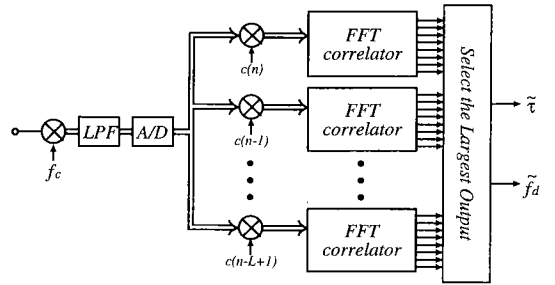 FFT
correlator
c(n)
FFT
correlator
c(n-1)
LPF
A/D
f_c
FFT
correlator
c(n-L+1)
Select the Largest Output
τ̃
f̃_d